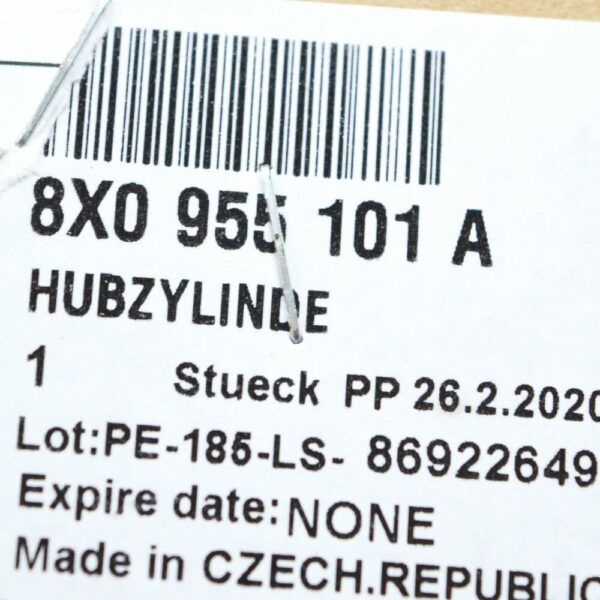 8X0 955 101 A
HUBZYLINDE
1 Stueck PP 26.2.2020
Lot:PE-185-LS- 86922649
Expire date: NONE
Made in CZECH.REPUBLIC